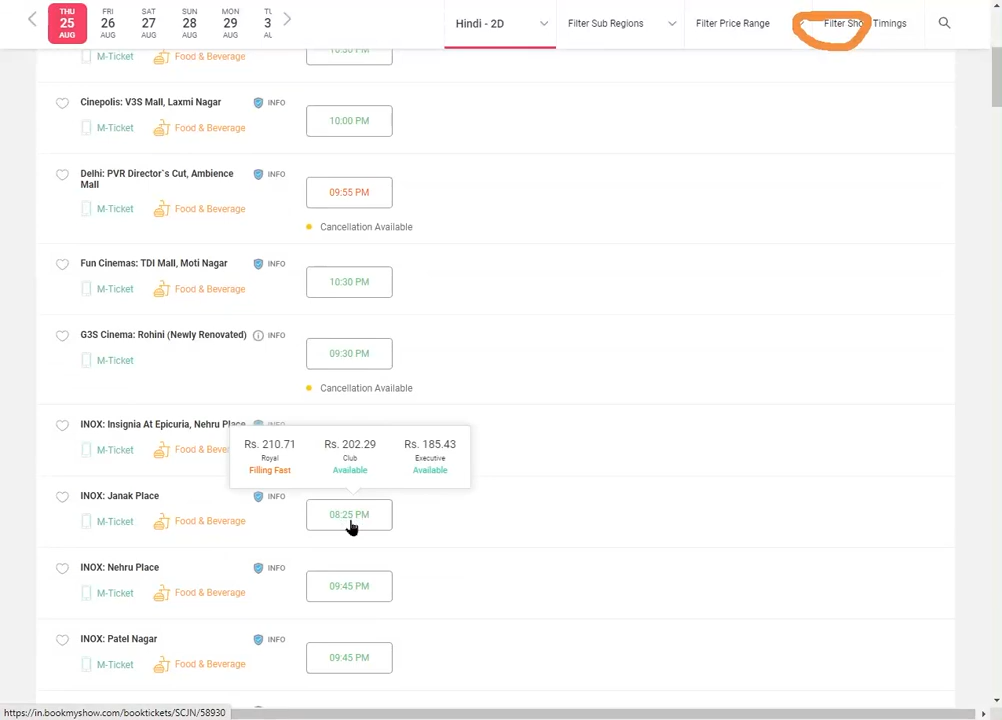 THU FRI SAT SUN MON
25 26 27 28 29 3
AUG AUG AUG AUG AUG
Hindi - 2D
Filter Sub Regions
Filter Price Range
Filter Show Timings
10:30 PM
M-Ticket Food & Beverage
Cinepolis: V3S Mall, Laxmi Nagar INFO
10:00 PM
M-Ticket Food & Beverage
Delhi: PVR Director`s Cut, Ambience
Mall
INFO
09:55 PM
M-Ticket Food & Beverage
Cancellation Available
Fun Cinemas: TDI Mall, Moti Nagar INFO
10:30 PM
M-Ticket Food & Beverage
G3S Cinema: Rohini (Newly Renovated) INFO
09:30 PM
M-Ticket
Cancellation Available
INOX: Insignia At Epicuria, Nehru Place INFO
M-Ticket Food & Bever
Rs. 210.71 Rs. 202.29 Rs. 185.43
Royal Club Executive
Filling Fast Available Available
INOX: Janak Place INFO
08:25 PM
M-Ticket Food & Beverage
INOX: Nehru Place INFO
09:45 PM
M-Ticket Food & Beverage
INOX: Patel Nagar INFO
09:45 PM
M-Ticket Food & Beverage
https://in.bookmyshow.com/booktickets/SCJN/58930